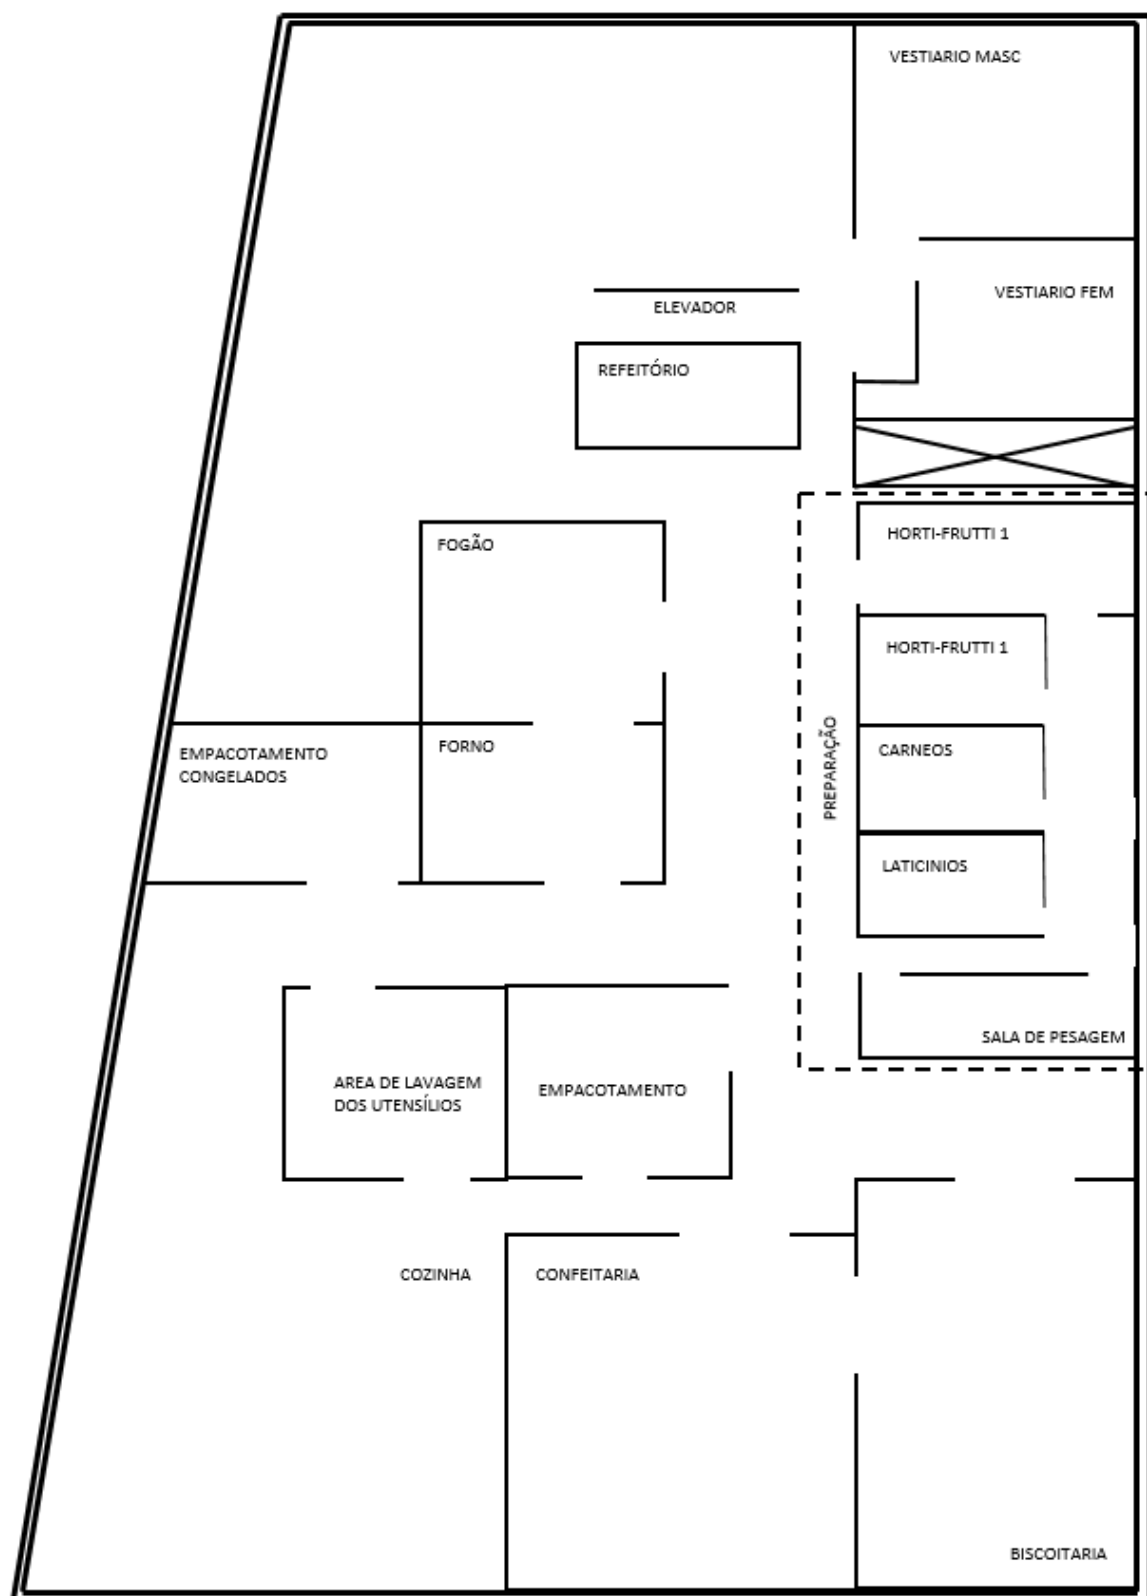 VESTIARIO MASC
VESTIARIO FEM
ELEVADOR
REFEITÓRIO
HORTI-FRUTTI 1
FOGÃO
HORTI-FRUTTI 1
PREPARAÇÃO
EMPACOTAMENTO
CONGELADOS
FORNO
CARNEOS
LATICINIOS
SALA DE PESAGEM
AREA DE LAVAGEM
DOS UTENSÍLIOS
EMPACOTAMENTO
COZINHA
CONFEITARIA
BISCOITARIA